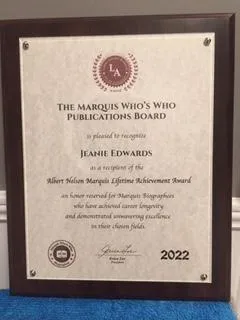 LA
THE MARQUIS WHO'S WHO
PUBLICATIONS BOARD
is pleased to recognize
JEANIE EDWARDS
as a recipient of the
Albert Nelson Marquis Lifetime Achievement Award
an honor reserved for Marquis Biographees
who have achieved career longevity
and demonstrated unwavering excellence
in their chosen fields.
2022